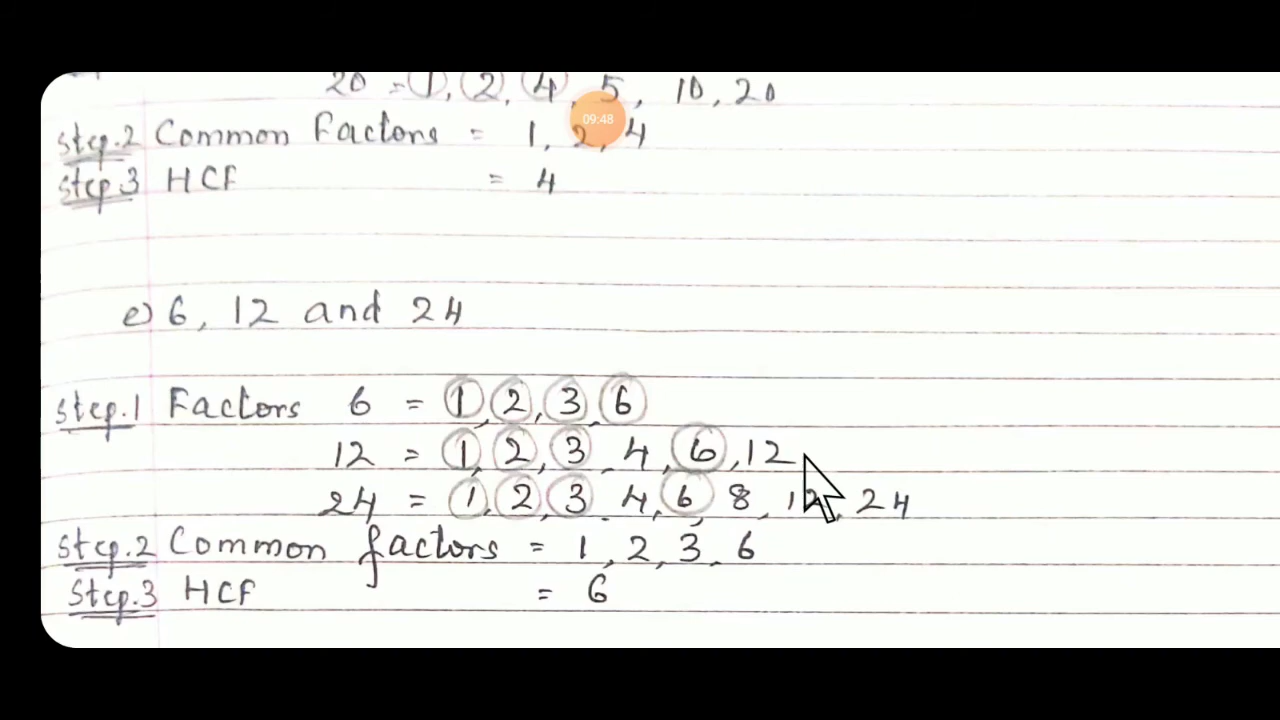 20 = 1, 2, 4, 5, 10, 20
09:48
Step.2 Common Factors = 1, 2, 4
Step 3 HCF = 4
e) 6, 12 and 24
Step.1 Factors 6 = 1, 2, 3, 6
12 = 1, 2, 3, 4, 6, 12
24 = 1, 2, 3, 4, 6, 8, 12, 24
Step.2 Common factors = 1, 2, 3, 6
Step.3 HCF = 6